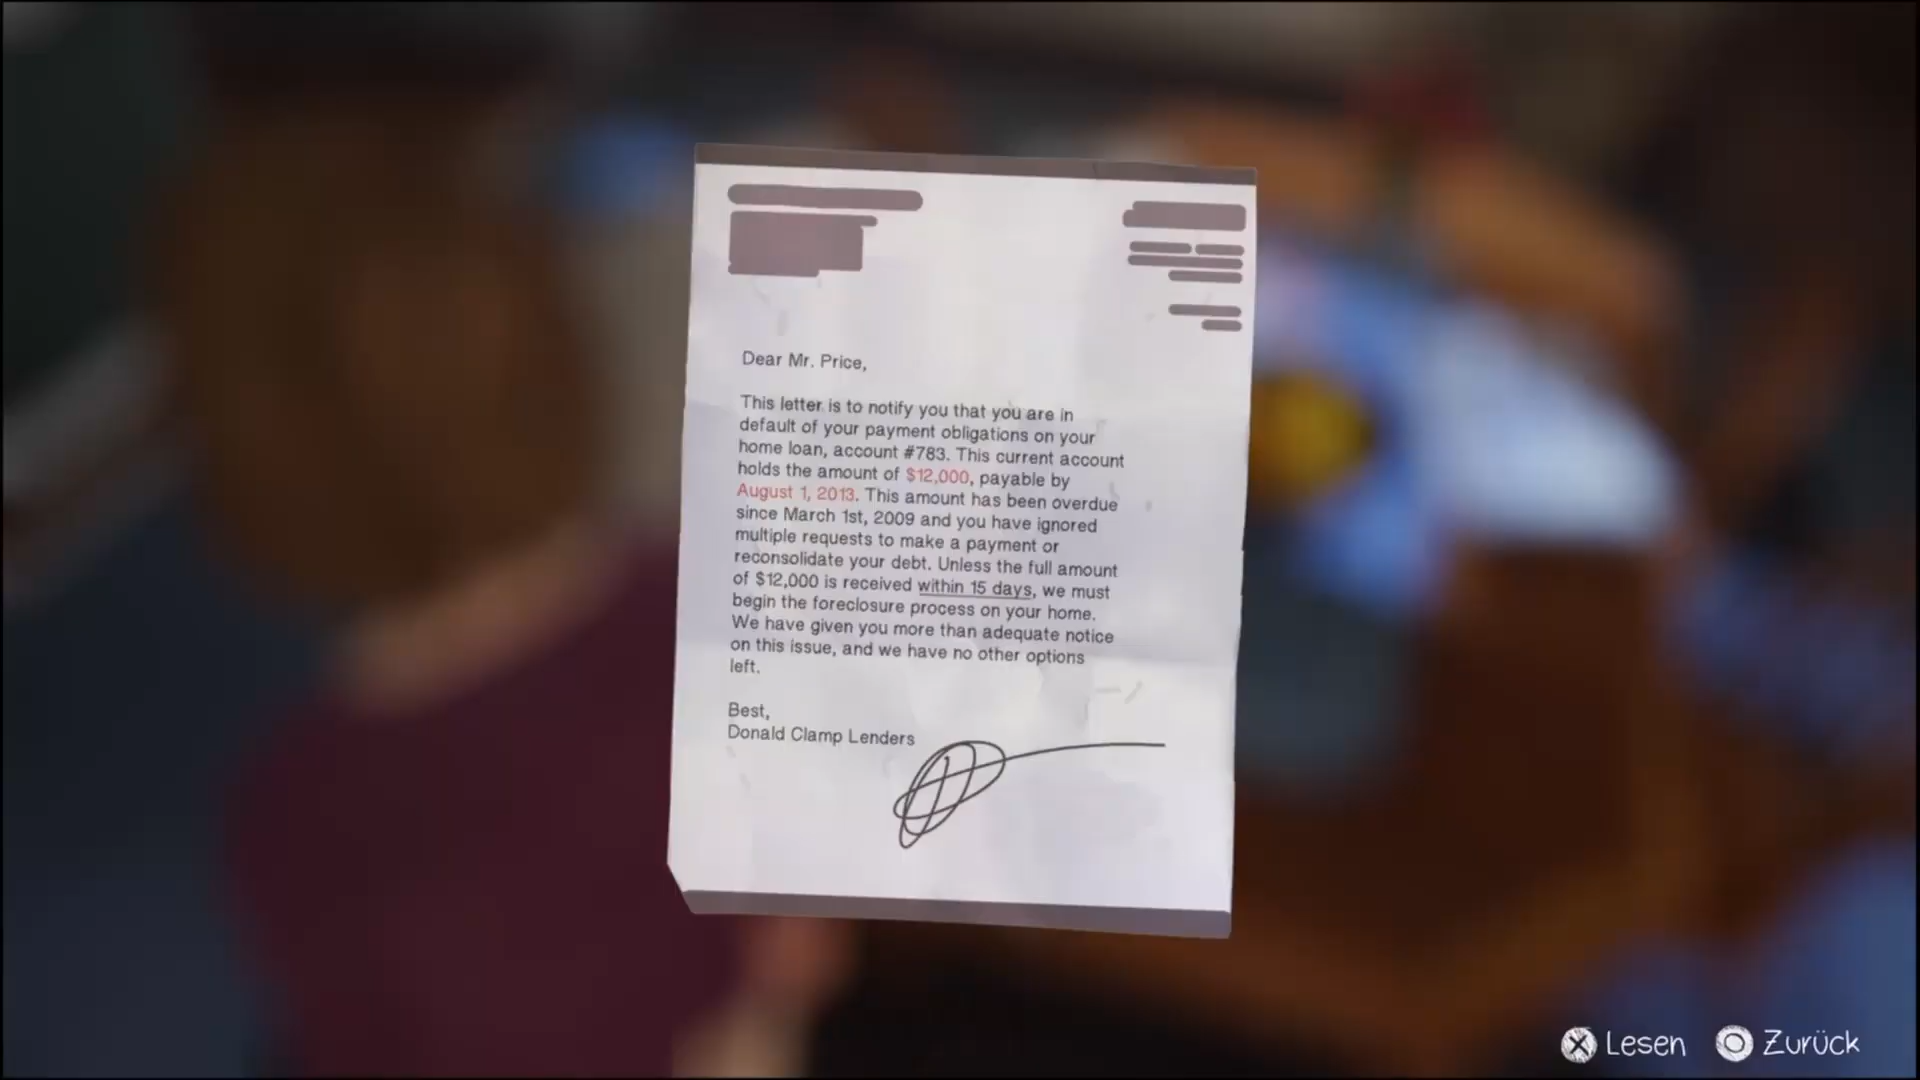 Dear Mr. Price,
This letter is to notify you that you are in
default of your payment obligations on your
home loan, account #783. This current account
holds the amount of $12,000, payable by
August 1, 2013. This amount has been overdue
since March 1st, 2009 and you have ignored
multiple requests to make a payment or
reconsolidate your debt. Unless the full amount
of $12,000 is received within 15 days, we must
begin the foreclosure process on your home.
We have given you more than adequate notice
on this issue, and we have no other options
left.
Best,
Donald Clamp Lenders
Lesen
Zurück